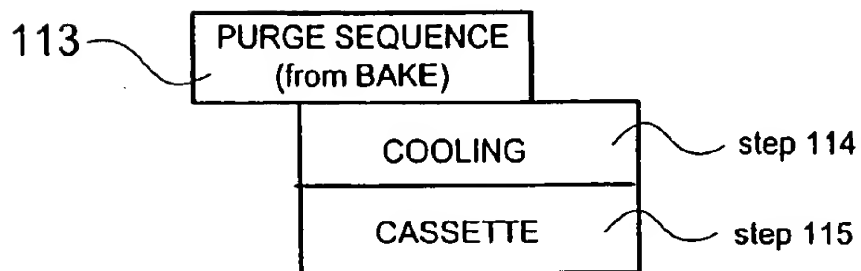 113
PURGE SEQUENCE
(from BAKE)
COOLING
step 114
CASSETTE
step 115